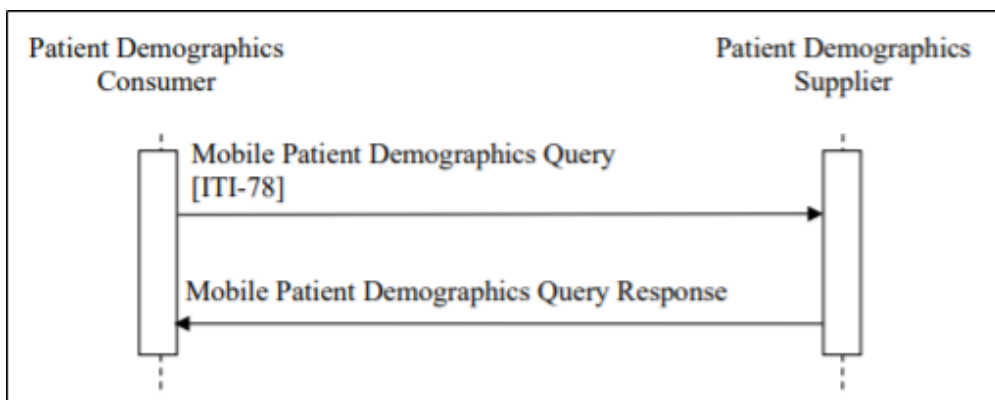 Patient Demographics
Consumer
Patient Demographics
Supplier
Mobile Patient Demographics Query
[ITI-78]
Mobile Patient Demographics Query Response